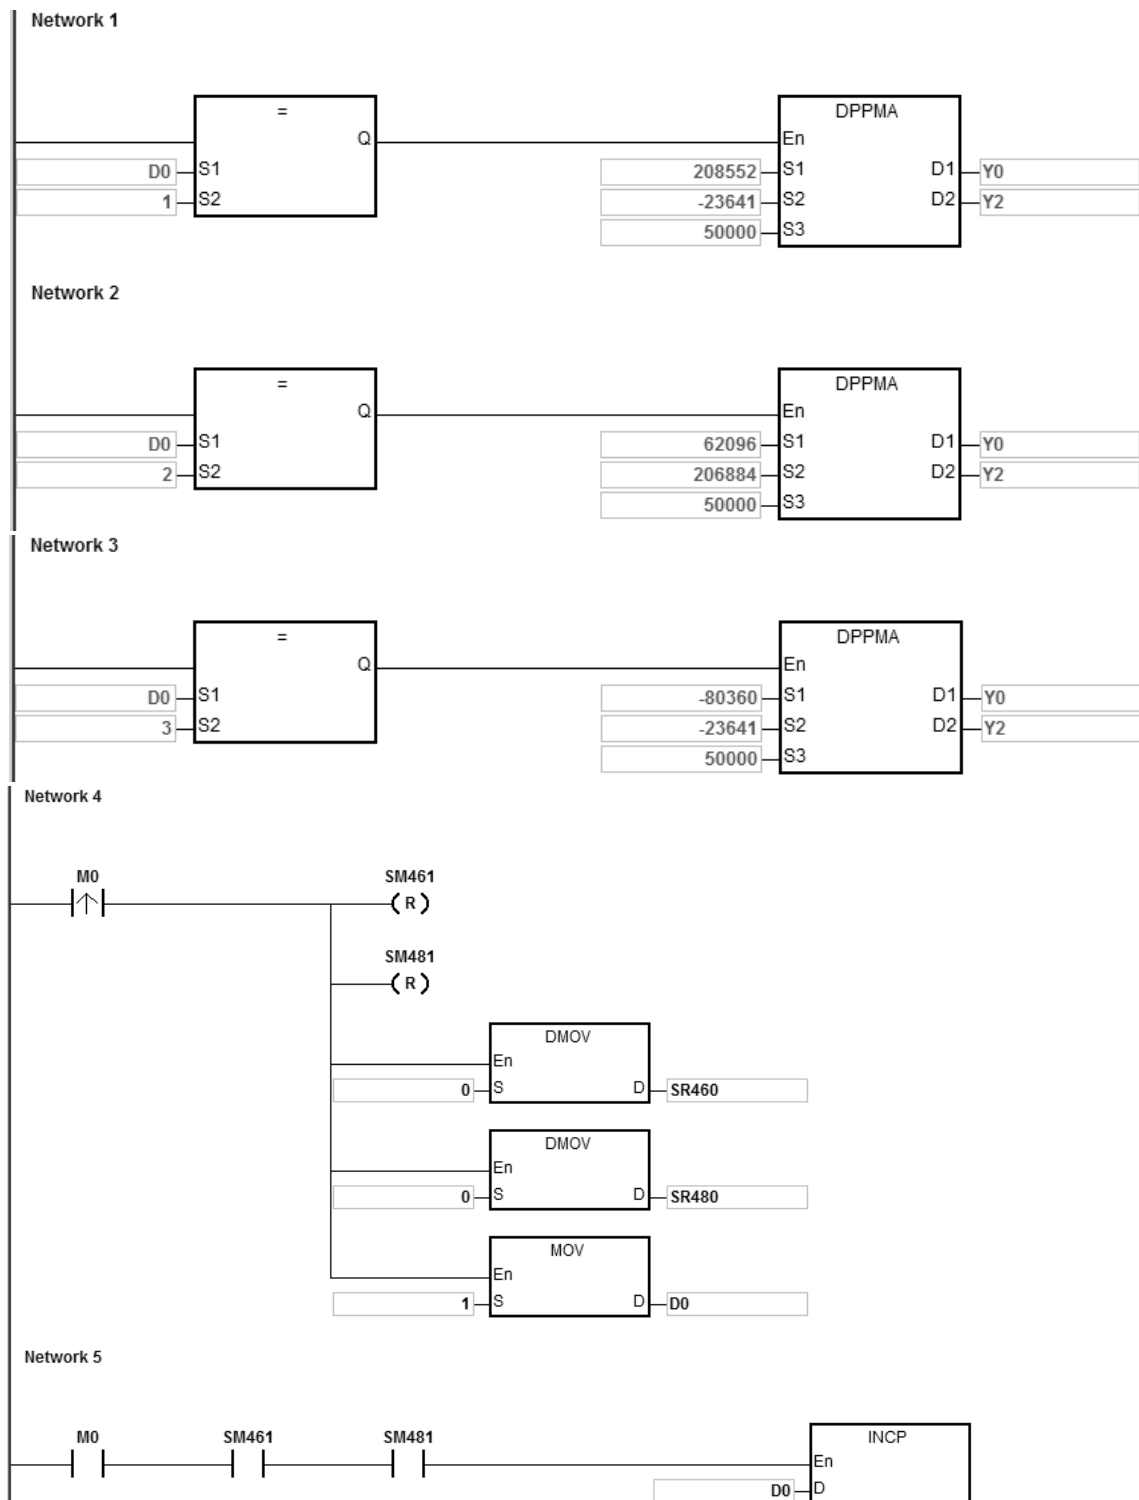 Network 1
= DPPMA
Q En
D0 S1 208552 S1 D1 Y0
1 S2 -23641 S2 D2 Y2
50000 S3
Network 2
= DPPMA
Q En
D0 S1 62096 S1 D1 Y0
2 S2 206884 S2 D2 Y2
50000 S3
Network 3
= DPPMA
Q En
D0 S1 -80360 S1 D1 Y0
3 S2 -23641 S2 D2 Y2
50000 S3
Network 4
M0 SM461
( R )
SM481
( R )
DMOV
En
0 S D SR460
DMOV
En
0 S D SR480
MOV
En
1 S D D0
Network 5
M0 SM461 SM481 INCP
En
D0 D